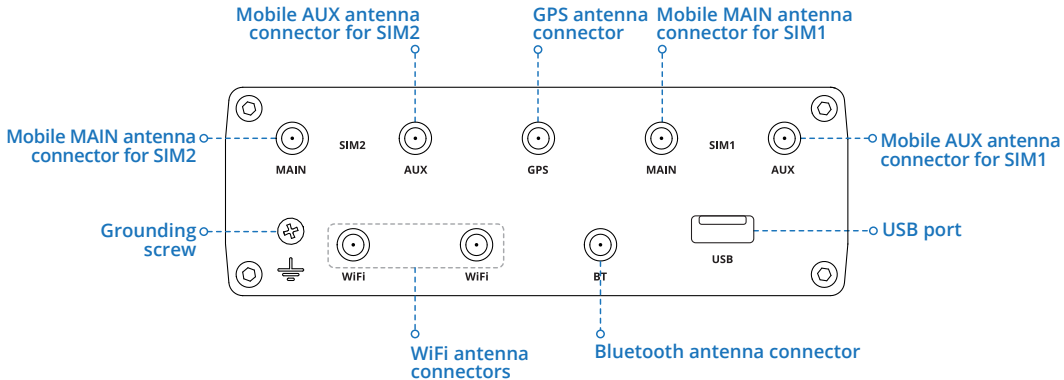 Mobile AUX antenna
connector for SIM2
GPS antenna
connector
Mobile MAIN antenna
connector for SIM1
Mobile MAIN antenna
connector for SIM2
SIM2
SIM1
Mobile AUX antenna
connector for SIM1
MAIN
AUX
GPS
MAIN
AUX
Grounding
screw
USB port
USB
WiFi
WiFi
BT
WiFi antenna
connectors
Bluetooth antenna connector